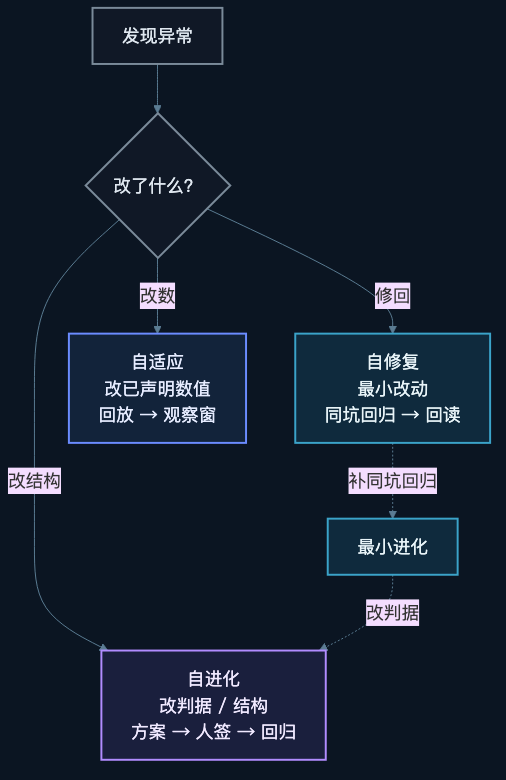 发现异常
改了什么?
改数
修回
自适应
改已声明数值
回放 → 观察窗
自修复
最小改动
同坑回归 → 回读
改结构
补同坑回归
最小进化
改判据
自进化
改判据 / 结构
方案 → 人签 → 回归